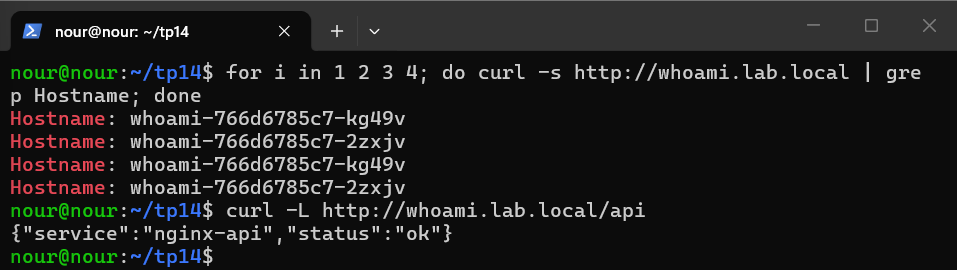 nour@nour: ~/tp14
nour@nour:~/tp14$ for i in 1 2 3 4; do curl -s http://whoami.lab.local | gre
p Hostname; done
Hostname: whoami-766d6785c7-kg49v
Hostname: whoami-766d6785c7-2zxjv
Hostname: whoami-766d6785c7-kg49v
Hostname: whoami-766d6785c7-2zxjv
nour@nour:~/tp14$ curl -L http://whoami.lab.local/api
{"service":"nginx-api","status":"ok"}
nour@nour:~/tp14$